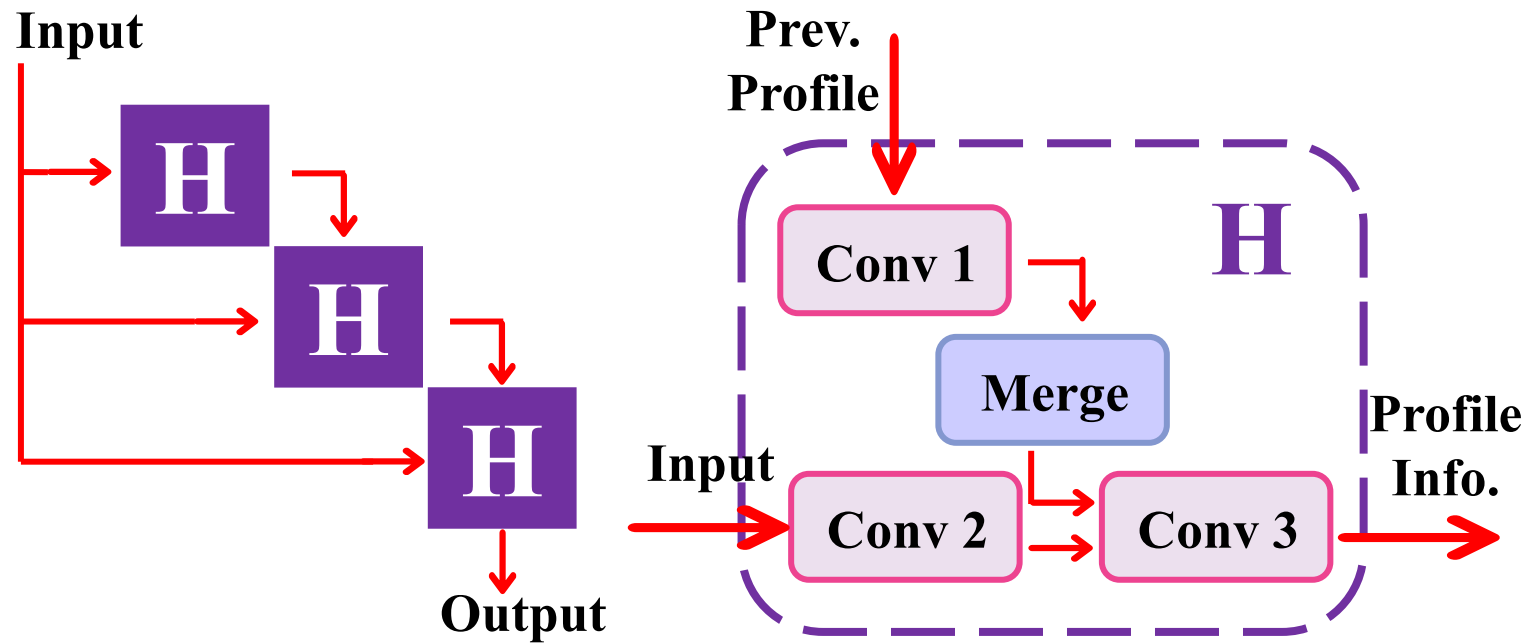 Input
H
H
H
Output
Prev.
Profile
H
Conv 1
Merge
Input
Conv 2
Conv 3
Profile
Info.